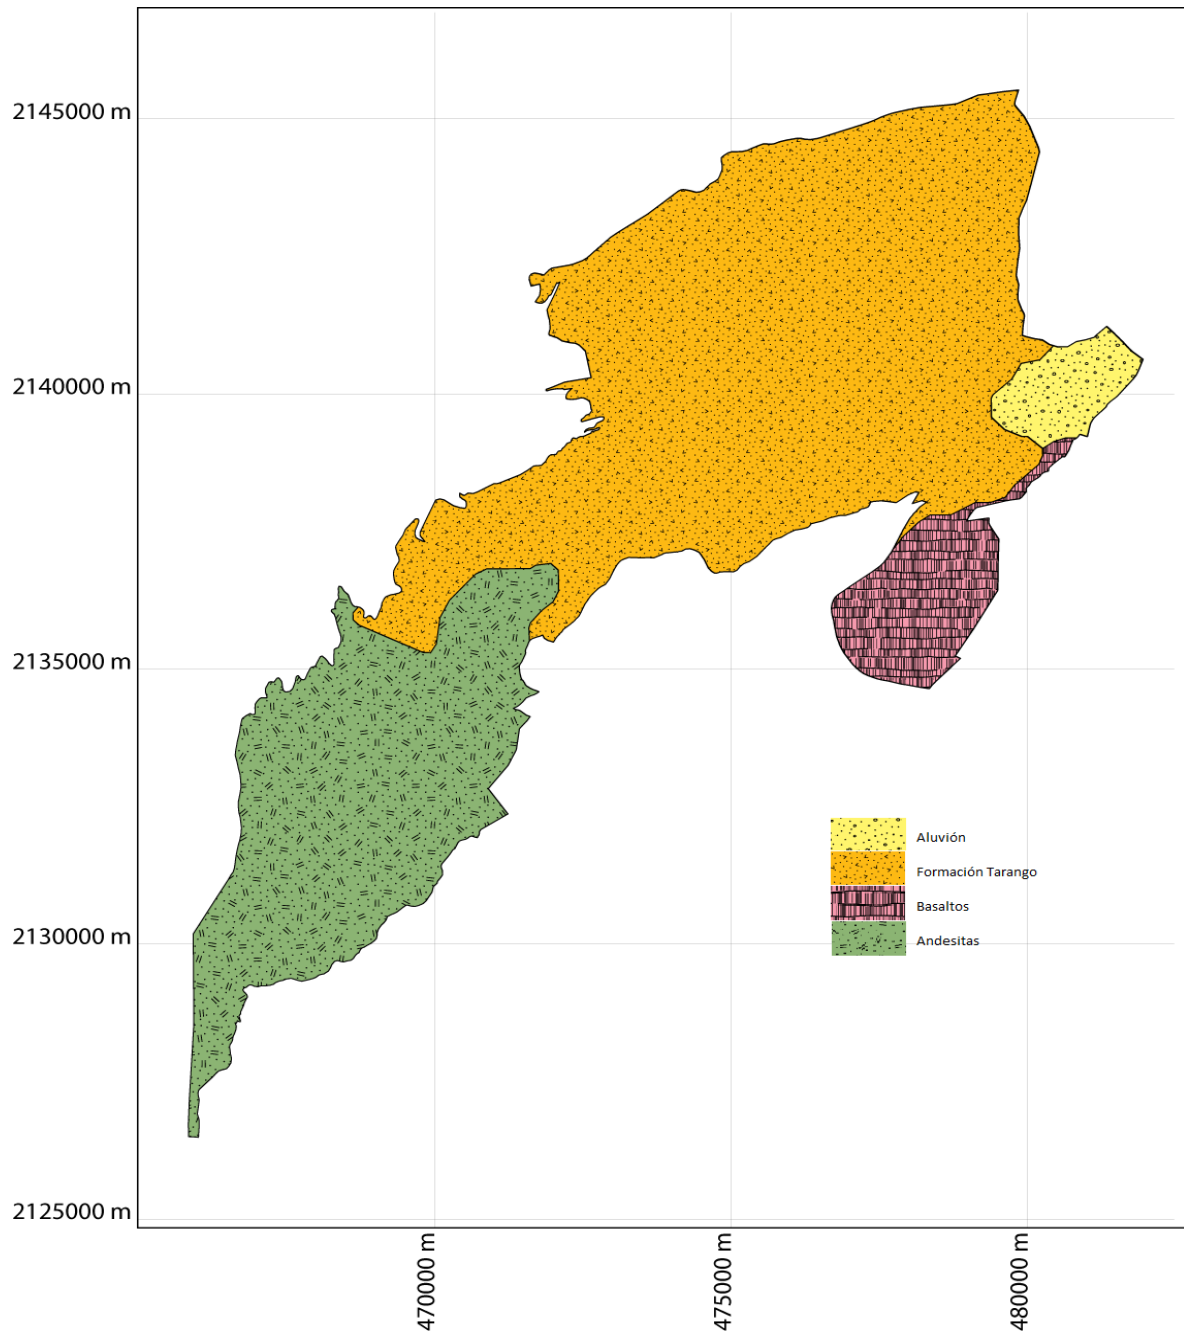 2145000 m
2140000 m
2135000 m
2130000 m
2125000 m
Aluvión
Formación Tarango
Basaltos
Andesitas
470000 m
475000 m
480000 m